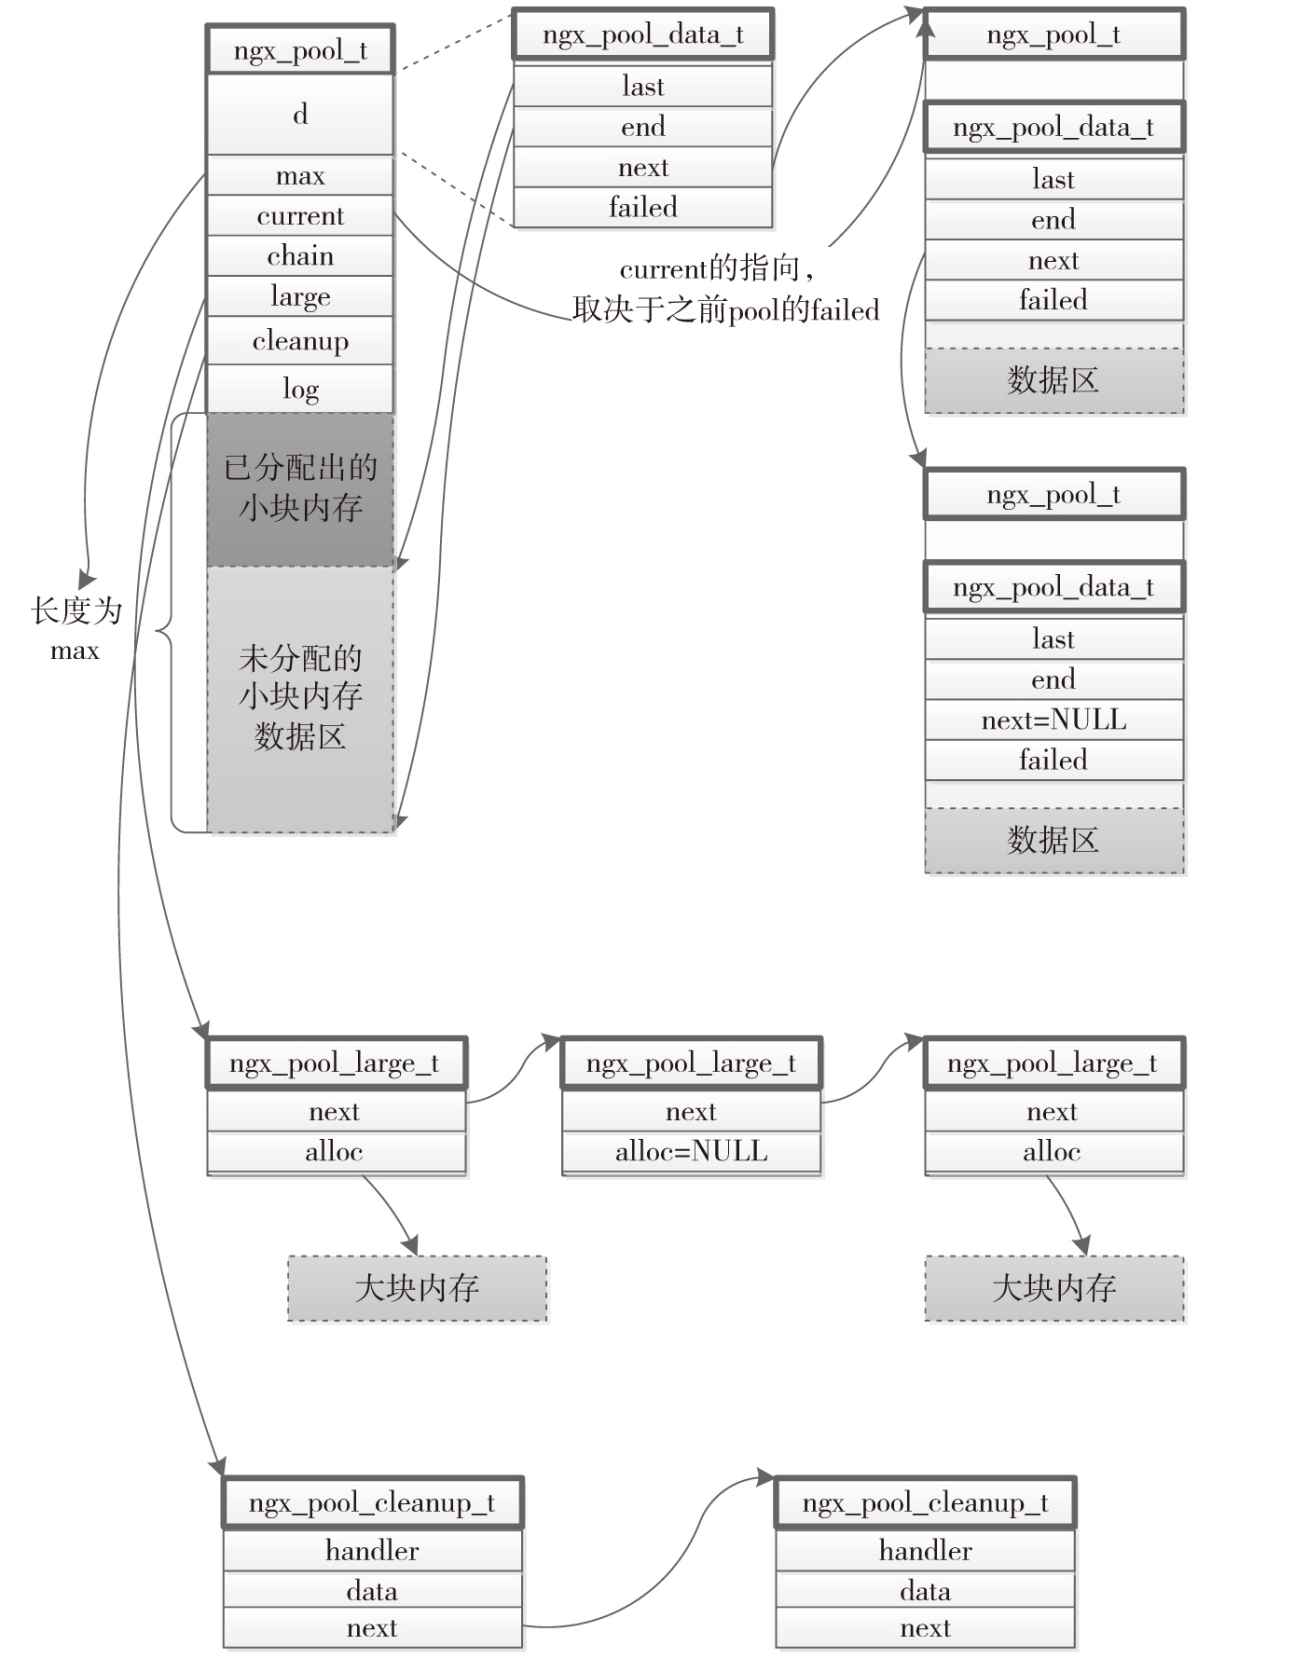 ngx_pool_t
d
max
current
chain
large
cleanup
log
已分配出的
小块内存
未分配的
小块内存
数据区
长度为
max
ngx_pool_data_t
last
end
next
failed
current的指向，
取决于之前pool的failed
ngx_pool_t
ngx_pool_data_t
last
end
next
failed
数据区
ngx_pool_t
ngx_pool_data_t
last
end
next=NULL
failed
数据区
ngx_pool_large_t
next
alloc
大块内存
ngx_pool_large_t
next
alloc=NULL
ngx_pool_large_t
next
alloc
大块内存
ngx_pool_cleanup_t
handler
data
next
ngx_pool_cleanup_t
handler
data
next